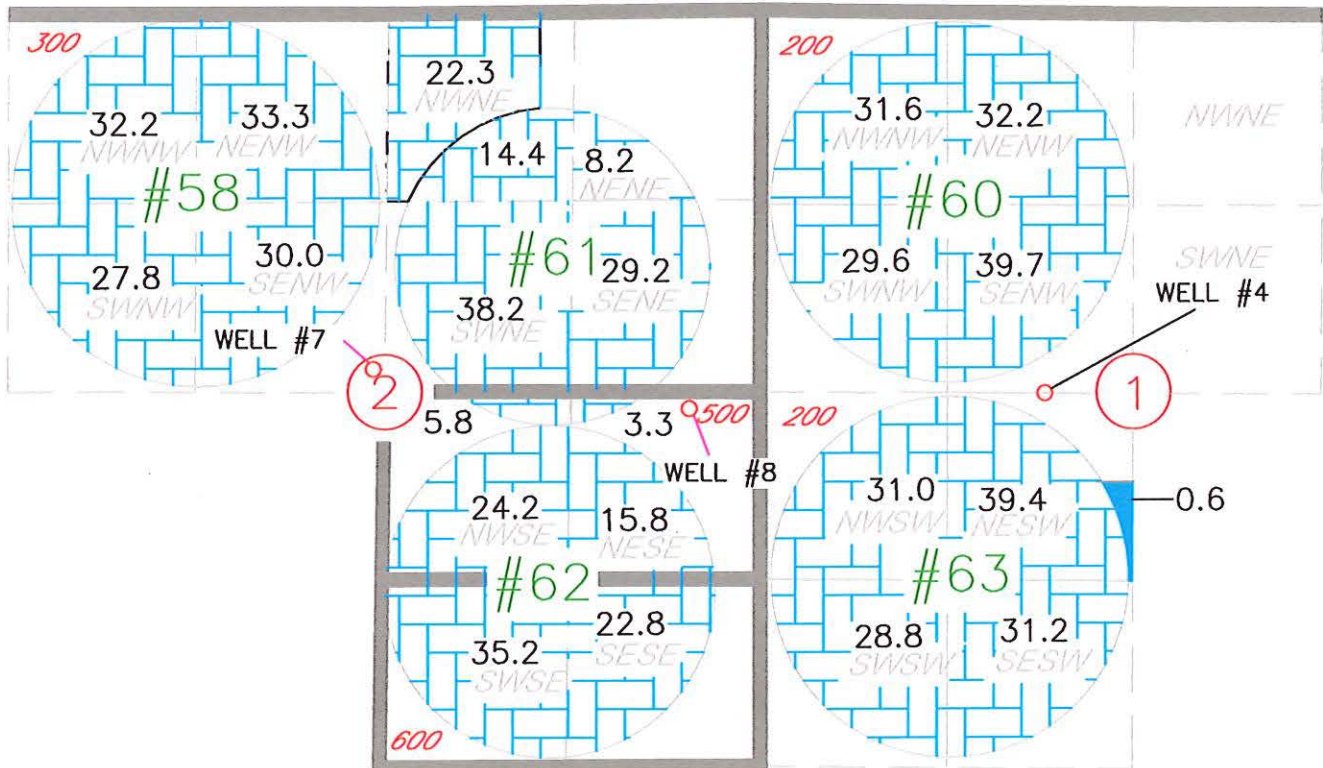 300
200
22.3
NWNE
32.2
NWNW
33.3
NENW
31.6
NWNW
32.2
NENW
NWNE
14.4
8.2
NENE
#58
#61
#60
27.8
SWNW
30.0
SENW
38.2
SWNE
29.2
SENE
29.6
SWNW
39.7
SENW
SWNE
WELL #4
WELL #7
2
1
5.8
3.3
500
200
WELL #8
24.2
NWSE
15.8
NESE
31.0
NWSW
39.4
NESW
0.6
#62
#63
35.2
SWSE
22.8
SESE
28.8
SWSW
31.2
SESW
600